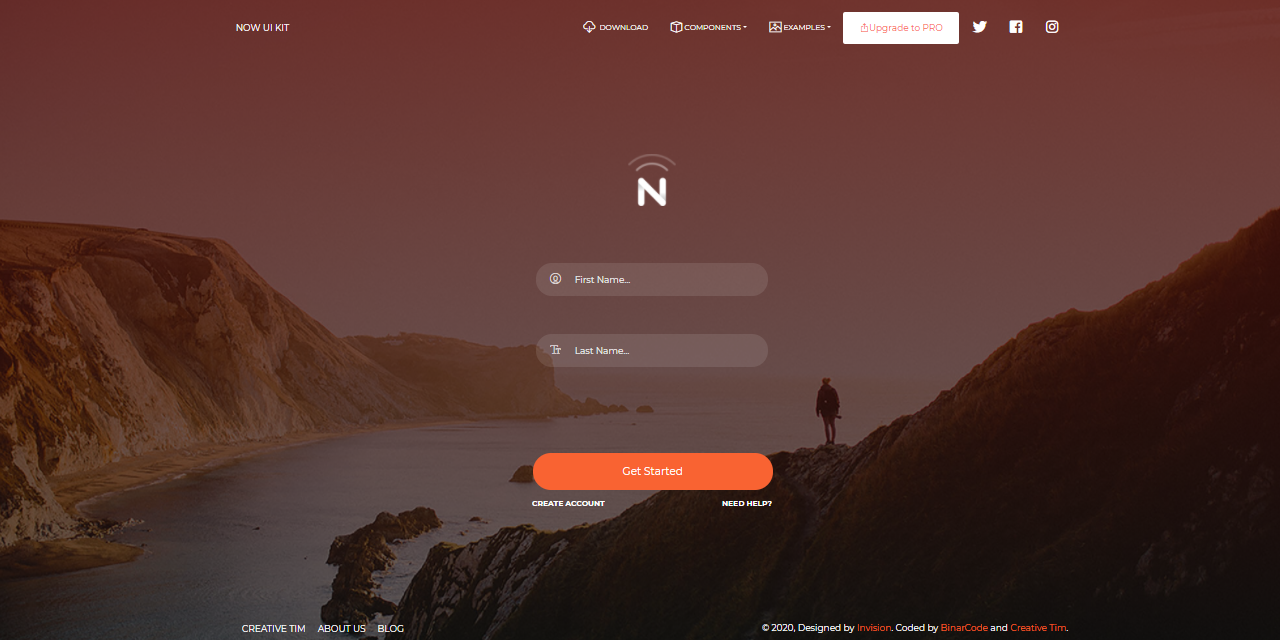 NOW UI KIT DOWNLOAD COMPONENTS EXAMPLES Upgrade to PRO
N
First Name...
Last Name...
Get Started
CREATE ACCOUNT NEED HELP?
CREATIVE TIM ABOUT US BLOG © 2020, Designed by Invision. Coded by BinarCode and Creative Tim.